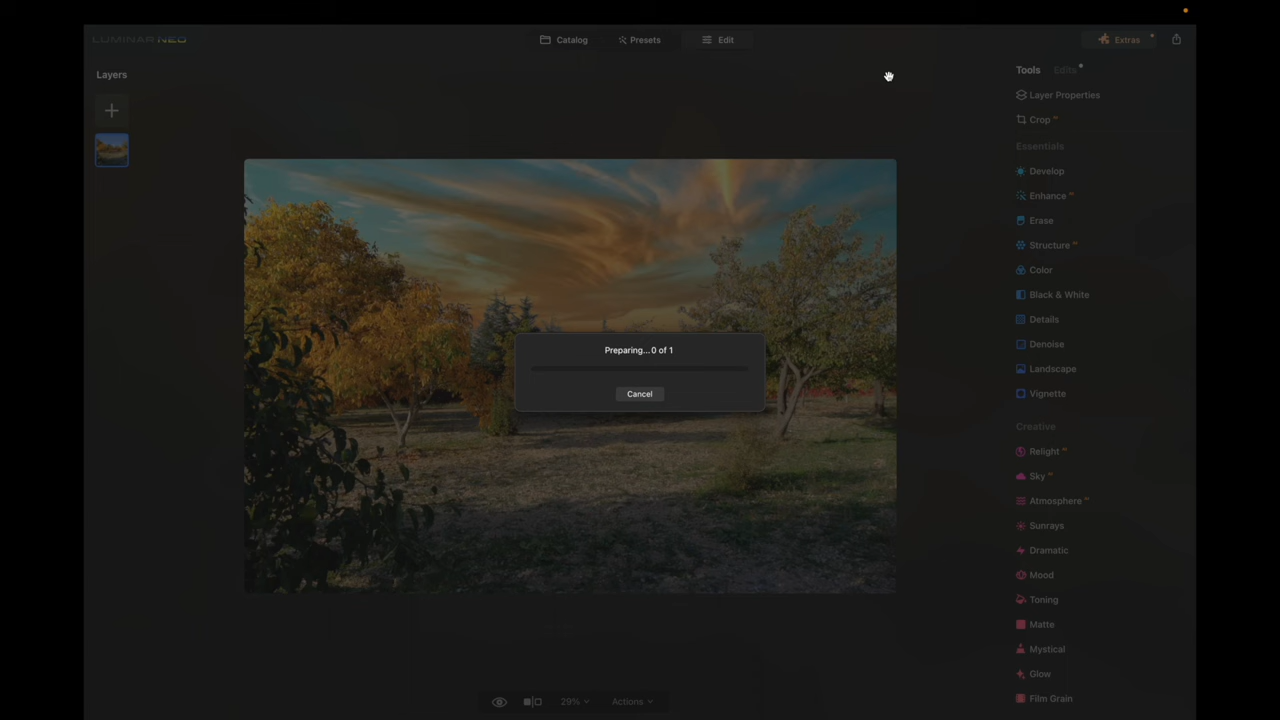 LUMINAR NEO
Catalog
Presets
Edit
Extras
Layers
Tools
Edits
Layer Properties
Crop
Essentials
Develop
Enhance
Erase
Structure
Color
Black & White
Details
Denoise
Landscape
Vignette
Creative
Relight
Sky
Atmosphere
Sunrays
Dramatic
Mood
Toning
Matte
Mystical
Glow
Film Grain
Preparing... 0 of 1
Cancel
29%
Actions